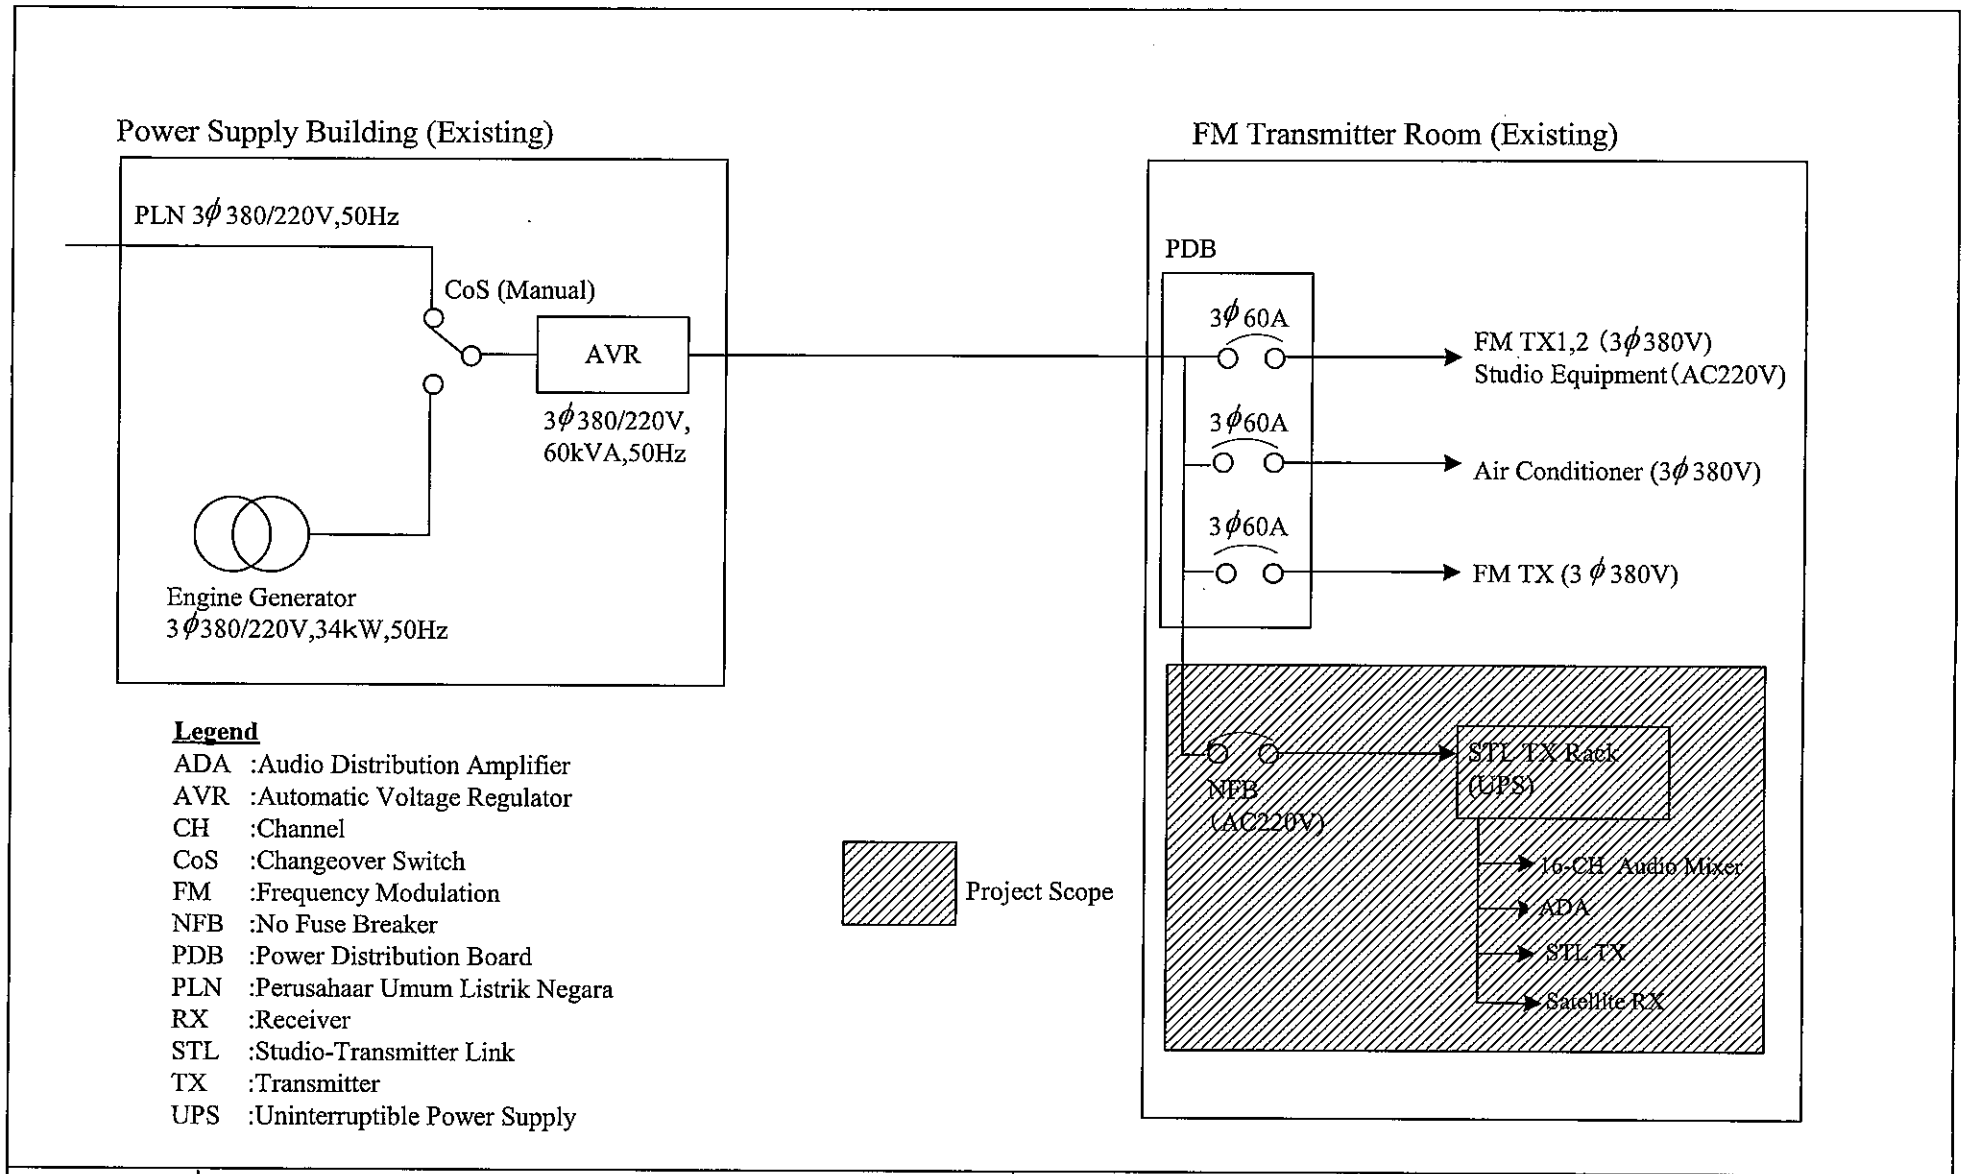 Power Supply Building (Existing)
PLN 3ϕ 380/220V,50Hz
CoS (Manual)
AVR
3ϕ380/220V,
60kVA,50Hz
Engine Generator
3ϕ380/220V,34kW,50Hz
FM Transmitter Room (Existing)
PDB
3ϕ60A
FM TX1,2 (3ϕ380V)
Studio Equipment(AC220V)
3ϕ60A
Air Conditioner (3ϕ380V)
3ϕ60A
FM TX (3ϕ380V)
NFB
(AC220V)
STL TX Rack
(UPS)
16-CH Audio Mixer
ADA
STL TX
Satellite RX
Project Scope
Legend
ADA :Audio Distribution Amplifier
AVR :Automatic Voltage Regulator
CH :Channel
CoS :Changeover Switch
FM :Frequency Modulation
NFB :No Fuse Breaker
PDB :Power Distribution Board
PLN :Perusahaar Umum Listrik Negara
RX :Receiver
STL :Studio-Transmitter Link
TX :Transmitter
UPS :Uninterruptible Power Supply